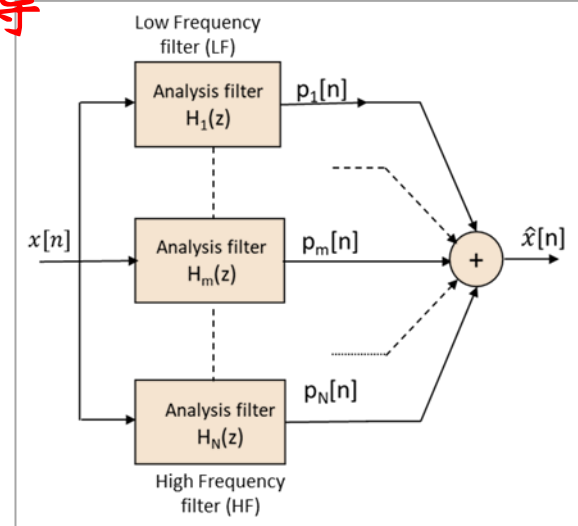 Low Frequency
filter (LF)
Analysis filter
H₁(z)
p₁[n]
x[n]
Analysis filter
Hₘ(z)
pₘ[n]
+
x̂[n]
Analysis filter
H_N(z)
p_N[n]
High Frequency
filter (HF)